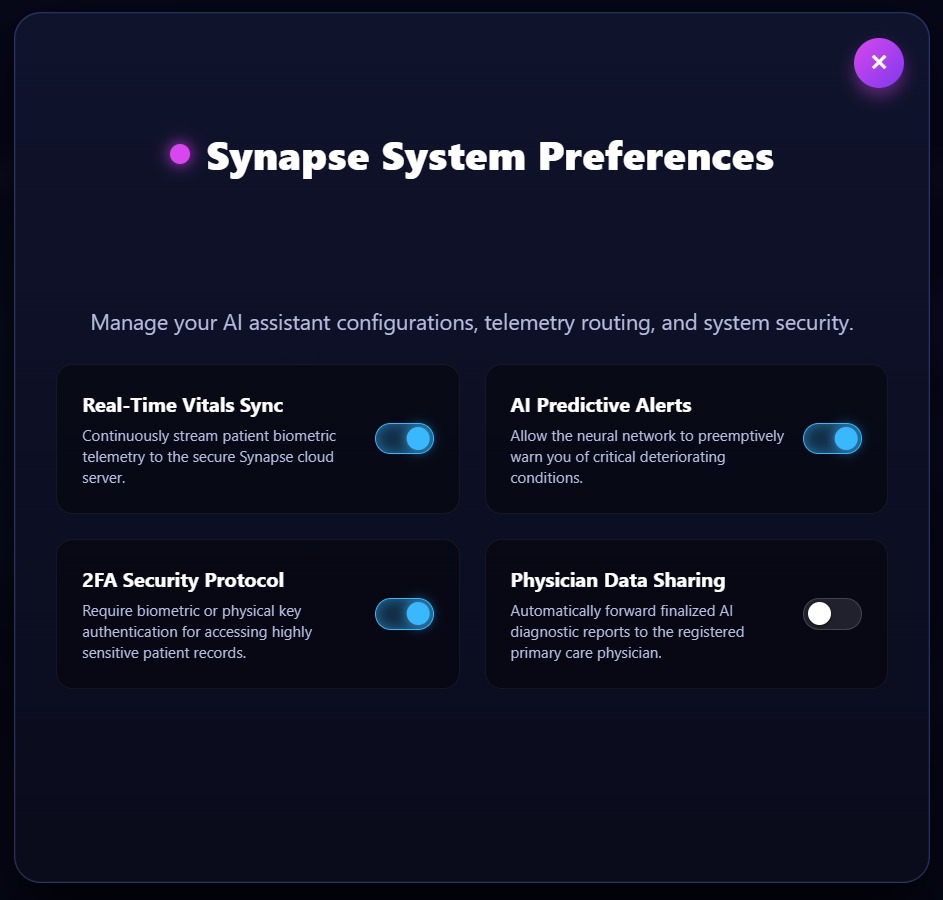 ✕
Synapse System Preferences
Manage your AI assistant configurations, telemetry routing, and system security.
Real-Time Vitals Sync
Continuously stream patient biometric
telemetry to the secure Synapse cloud
server.
AI Predictive Alerts
Allow the neural network to preemptively
warn you of critical deteriorating
conditions.
2FA Security Protocol
Require biometric or physical key
authentication for accessing highly
sensitive patient records.
Physician Data Sharing
Automatically forward finalized AI
diagnostic reports to the registered
primary care physician.